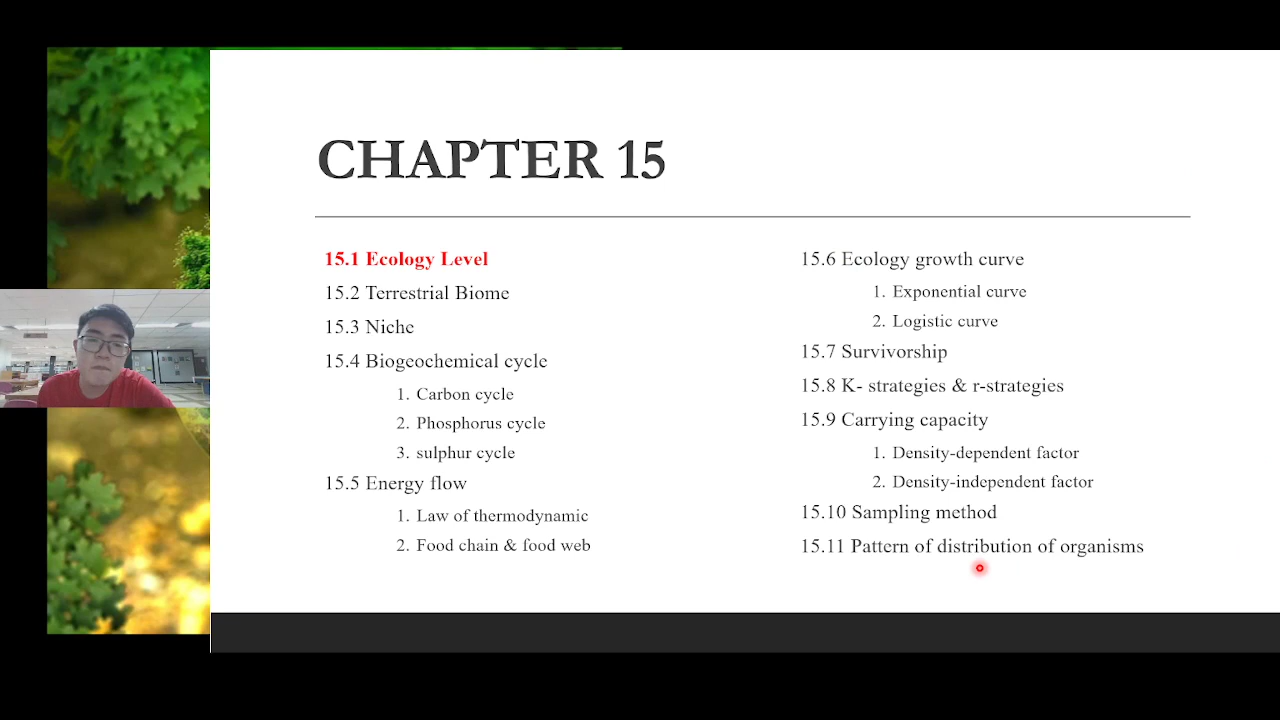 CHAPTER 15
15.1 Ecology Level
15.2 Terrestrial Biome
15.3 Niche
15.4 Biogeochemical cycle
1. Carbon cycle
2. Phosphorus cycle
3. sulphur cycle
15.5 Energy flow
1. Law of thermodynamic
2. Food chain & food web
15.6 Ecology growth curve
1. Exponential curve
2. Logistic curve
15.7 Survivorship
15.8 K- strategies & r-strategies
15.9 Carrying capacity
1. Density-dependent factor
2. Density-independent factor
15.10 Sampling method
15.11 Pattern of distribution of organisms